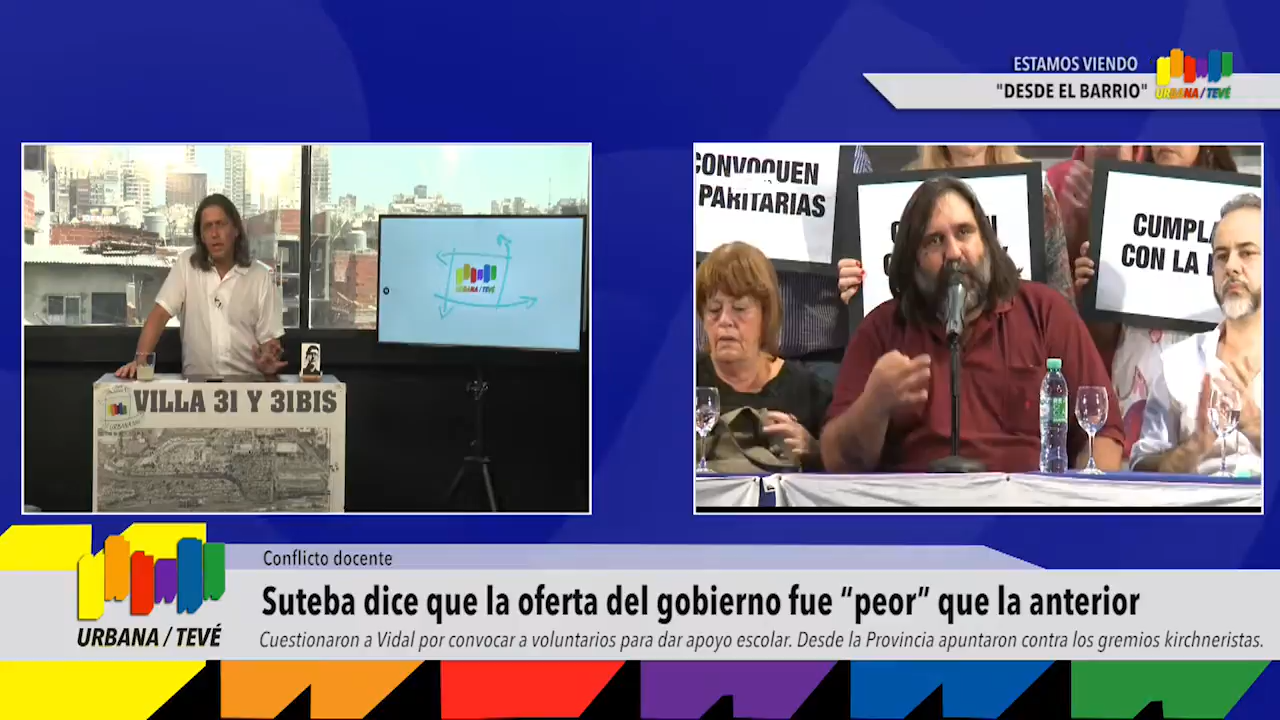 ESTAMOS VIENDO
"DESDE EL BARRIO"
URBANA/TEVÉ
CONVOQUEN
PARITARIAS
CUMPLA
CON LA
URBANA / TEVÉ
VILLA 31 Y 31BIS
Conflicto docente
Suteba dice que la oferta del gobierno fue “peor” que la anterior
Cuestionaron a Vidal por convocar a voluntarios para dar apoyo escolar. Desde la Provincia apuntaron contra los gremios kirchneristas.
URBANA / TEVÉ